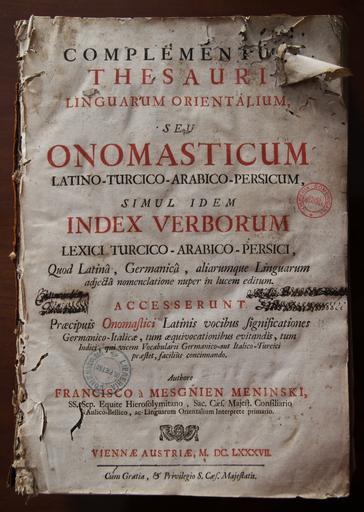 COMPLEMENTU
THESAURI
LINGUARUM ORIENTALIUM,
SEU
ONOMASTICUM
LATINO-TURCICO-ARABICO-PERSICUM,
SIMUL IDEM
INDEX VERBORUM
LEXICI TURCICO-ARABICO-PERSICI,
Quod Latinâ, Germanicâ, aliarumque Linguarum
adjectâ nomenclatione nuper in lucem editum.
ACCESSERUNT
Præcipuis Onomastici Latinis vocibus significationes
Germanico-Italicæ, tum æquivocationibus evitandis, tum
Indici, qui vicem Vocabularii Germanico-aut Italico-Turcici
præstet, faciliùs concinnando.
Authore
FRANCISCO à MESGNIEN MENINSKI,
SS. Sep. Equite Hierosolymitano, Sac. Cæs. Majest. Consiliario
Aulico-Bellico, ac Linguarum Orientalium Interprete primario.
VIENNÆ AUSTRIÆ, M. DC. LXXXVII.
Cum Gratia, & Privilegio S. Cæs. Majestatis.